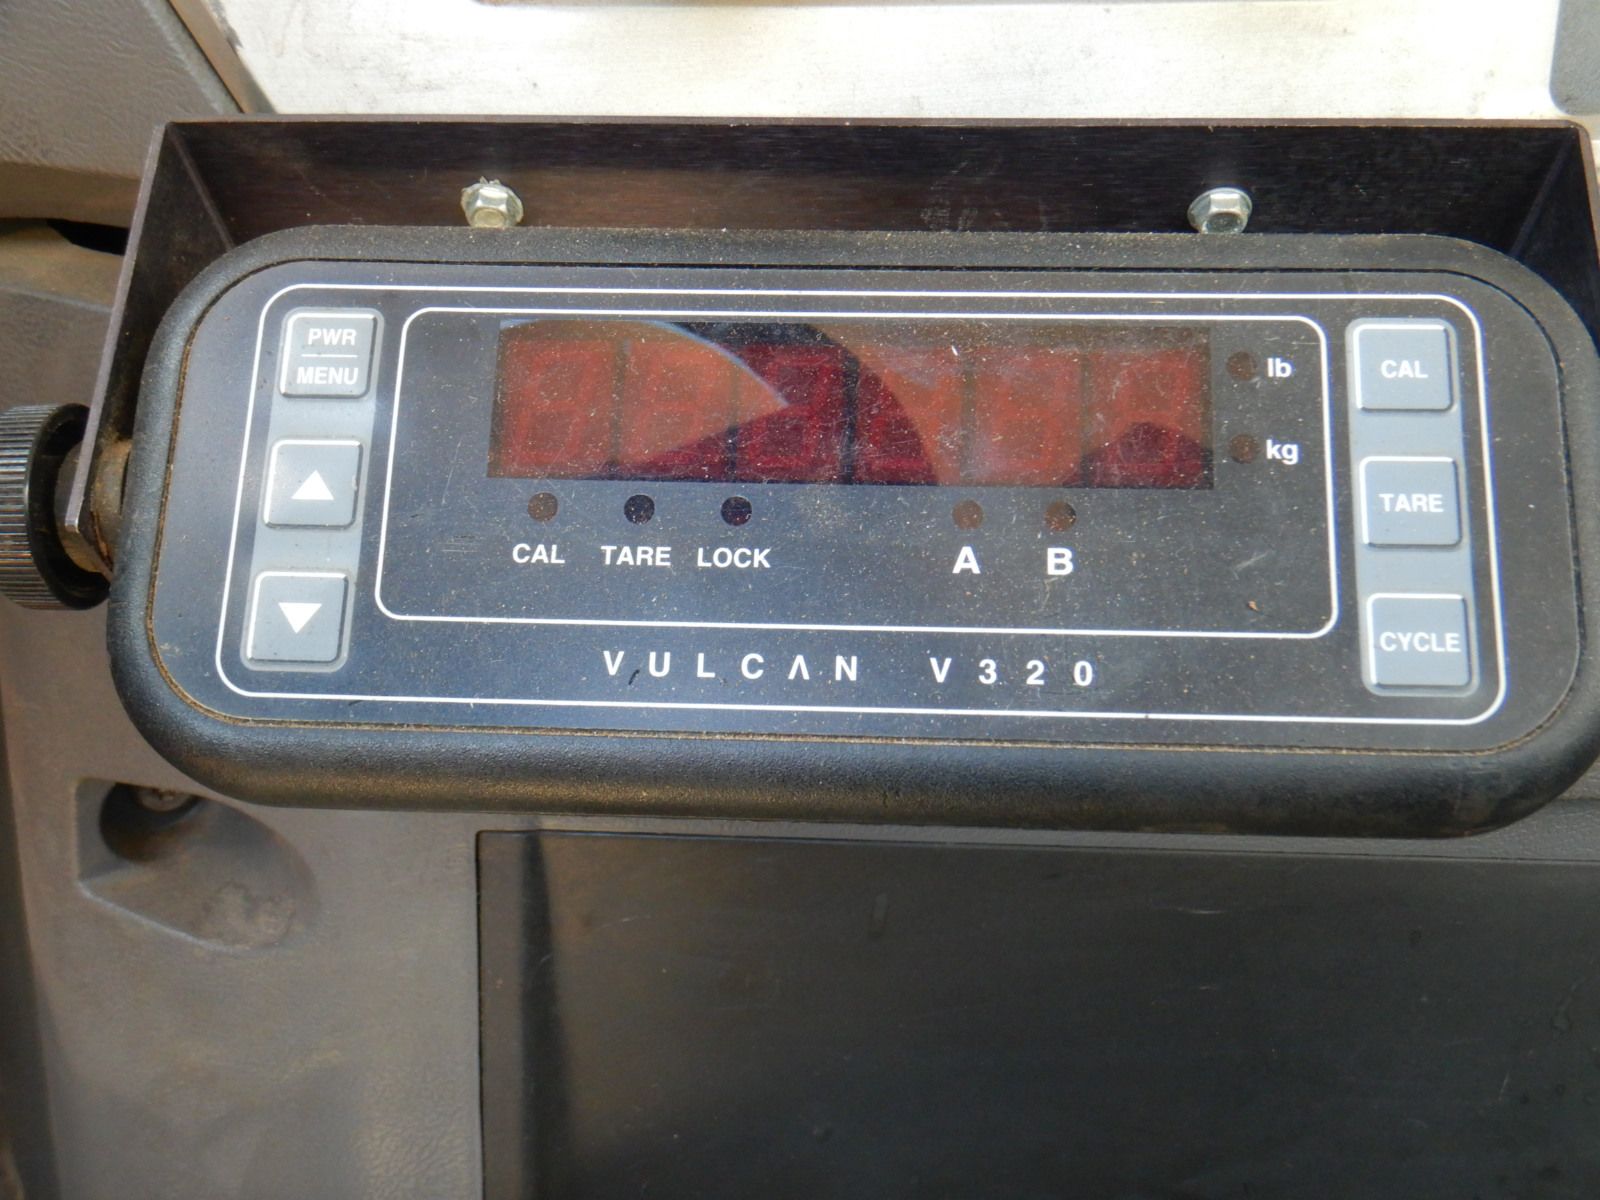 PWR
MENU
lb
kg
CAL
TARE
LOCK
A
B
VULCAN V320
CAL
TARE
CYCLE